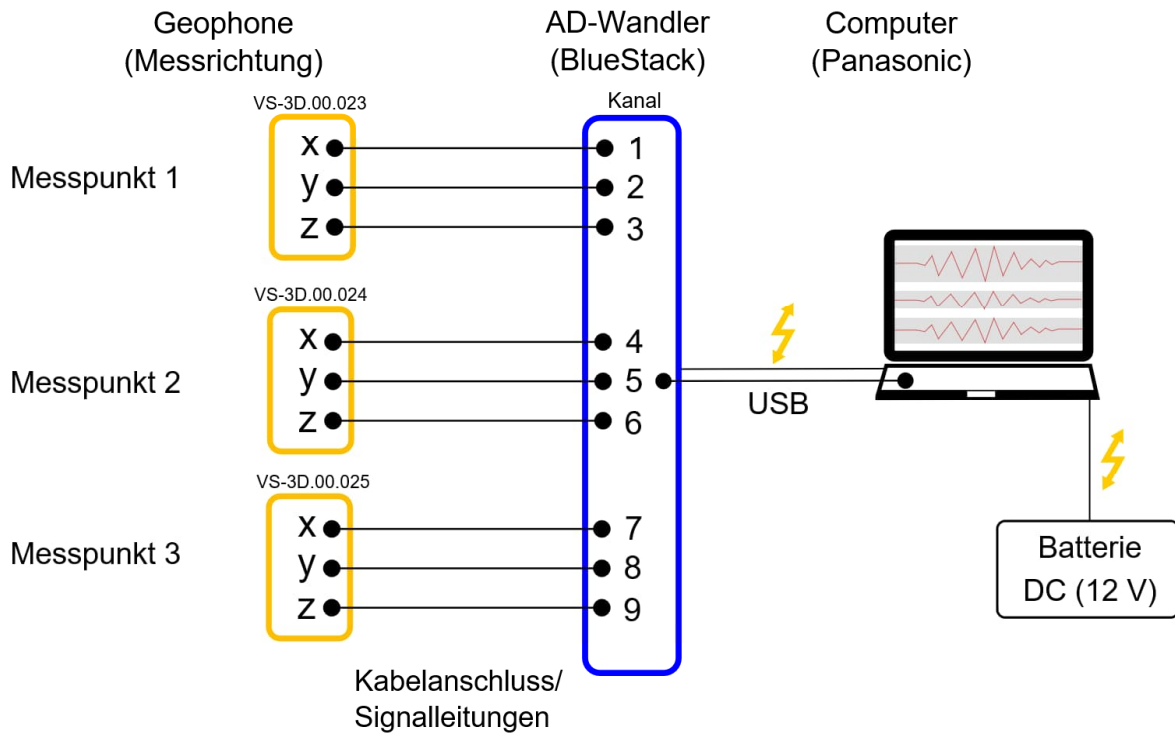 Geophone
(Messrichtung)
AD-Wandler
(BlueStack)
Computer
(Panasonic)
VS-3D.00.023
Kanal
Messpunkt 1
x
y
z
1
2
3
VS-3D.00.024
Messpunkt 2
x
y
z
4
5
6
USB
VS-3D.00.025
Messpunkt 3
x
y
z
7
8
9
Batterie
DC (12 V)
Kabelanschluss/
Signalleitungen